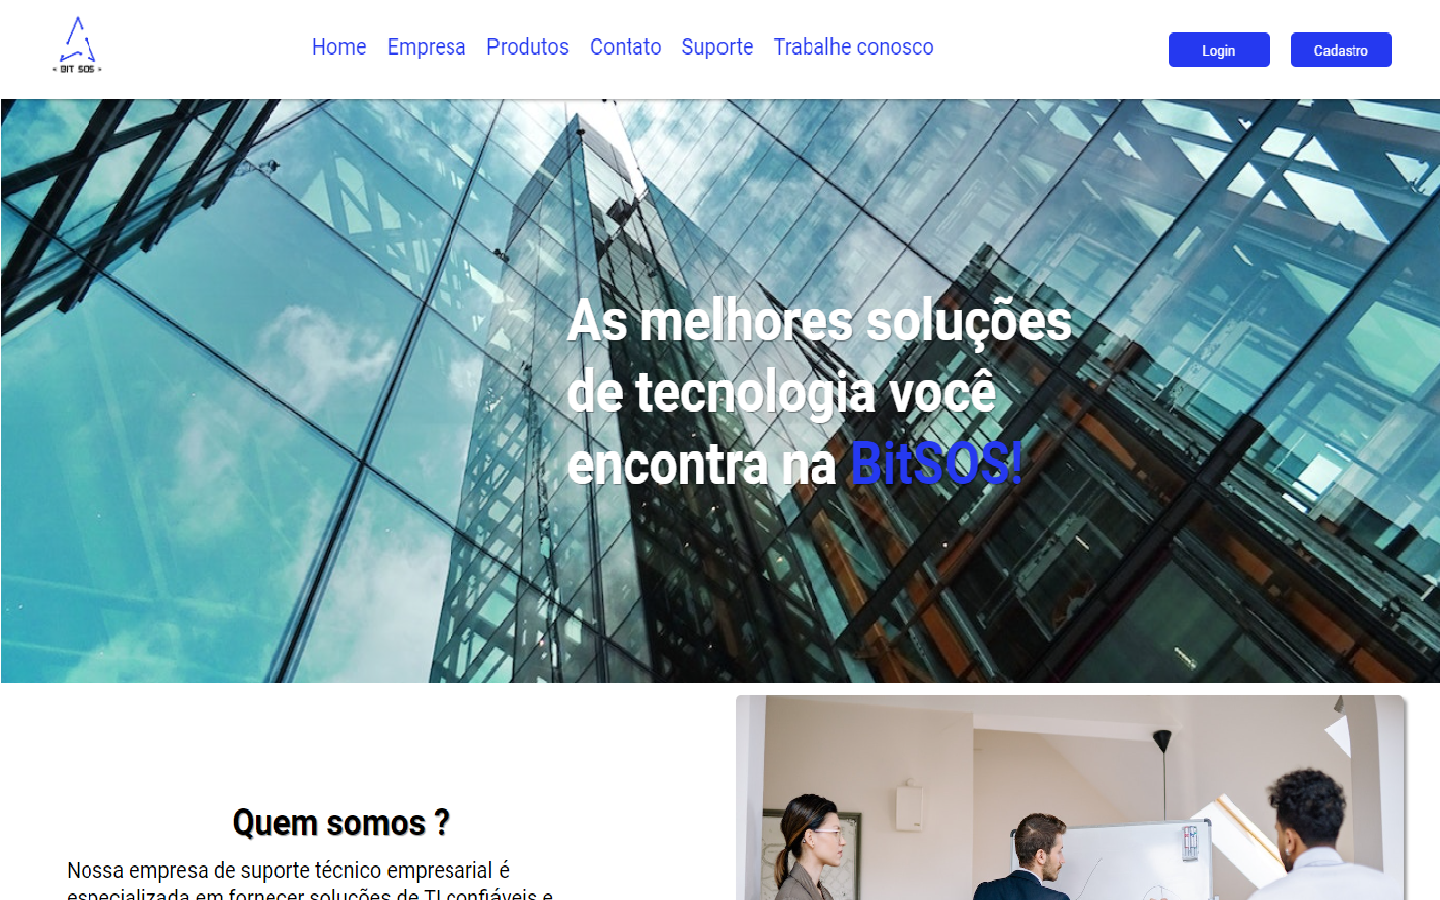 BIT SOS
Home Empresa Produtos Contato Suporte Trabalhe conosco
Login Cadastro
As melhores soluções
de tecnologia você
encontra na BitSOS!
Quem somos ?
Nossa empresa de suporte técnico empresarial é
especializada em fornecer soluções de TI confiáveis e